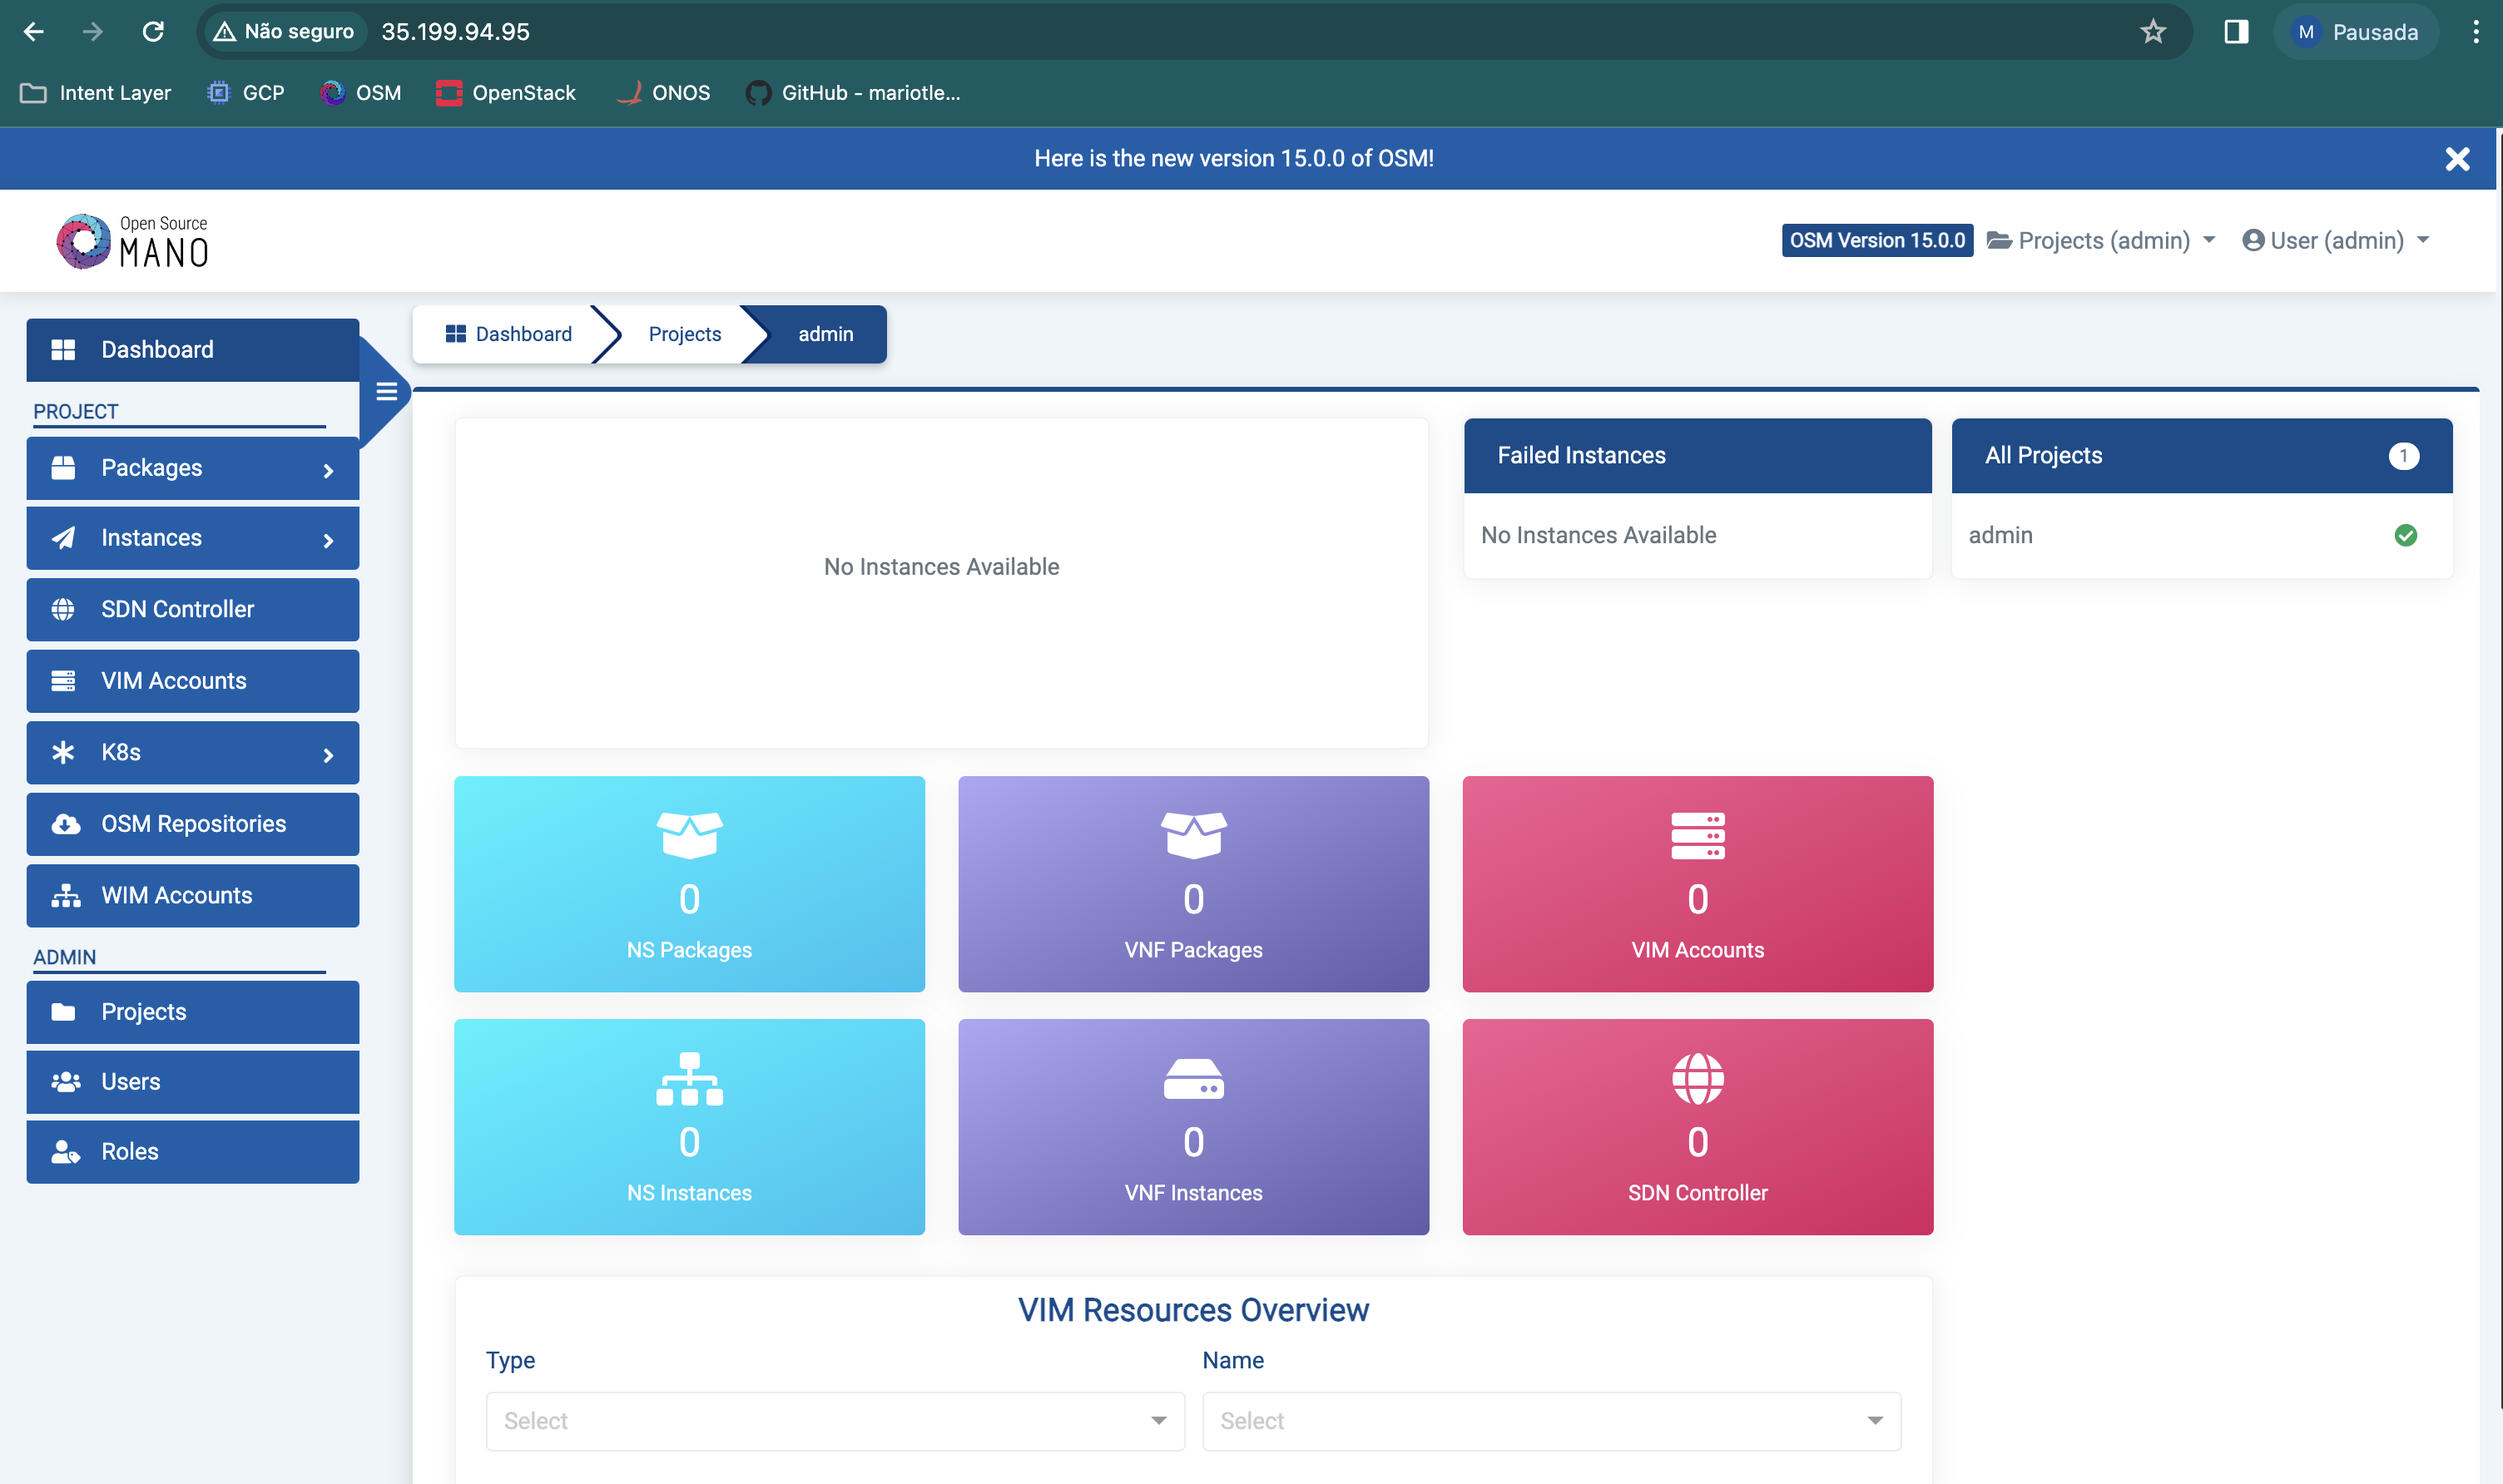 Não seguro 35.199.94.95 M Pausada
Intent Layer GCP OSM OpenStack ONOS GitHub - mariotle...
Here is the new version 15.0.0 of OSM!
Open Source
MANO
OSM Version 15.0.0 Projects (admin) User (admin)
Dashboard
PROJECT
Packages
Instances
SDN Controller
VIM Accounts
K8s
OSM Repositories
WIM Accounts
ADMIN
Projects
Users
Roles
Dashboard Projects admin
No Instances Available
Failed Instances
No Instances Available
All Projects 1
admin
0
NS Packages
0
VNF Packages
0
VIM Accounts
0
NS Instances
0
VNF Instances
0
SDN Controller
VIM Resources Overview
Type
Select
Name
Select